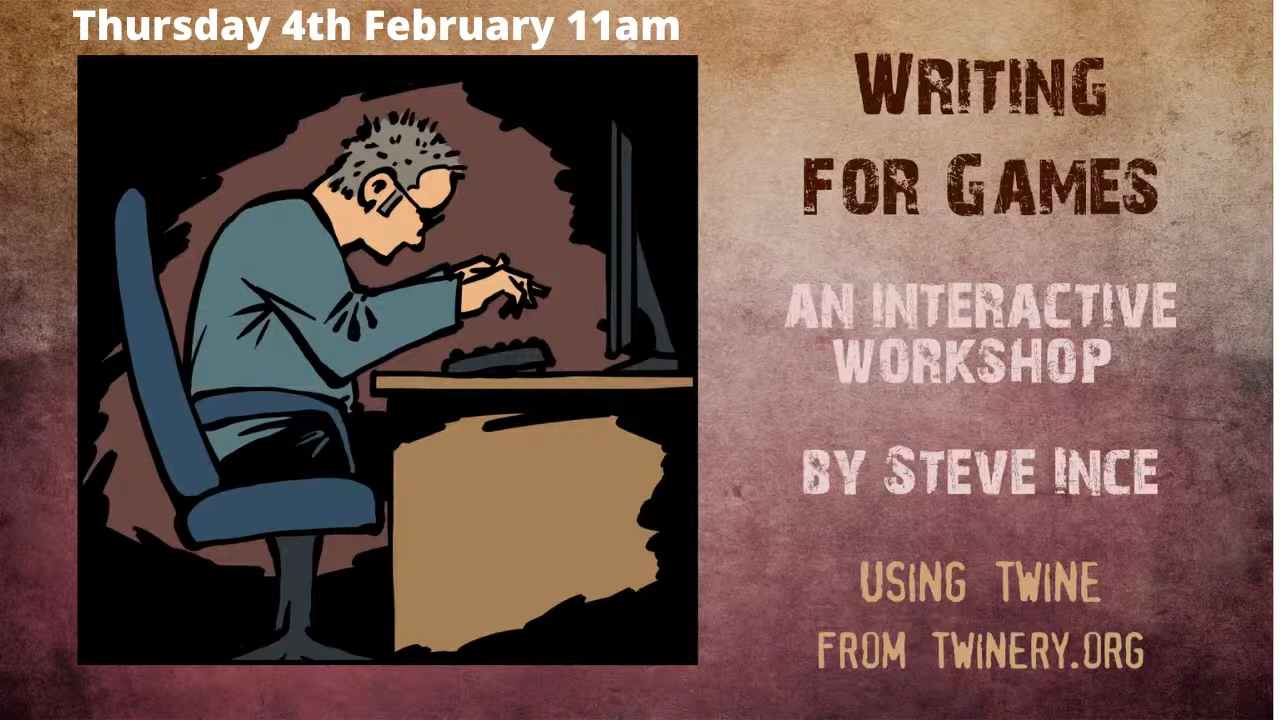 Thursday 4th February 11am
Writing
for Games
an Interactive
Workshop
by Steve Ince
using Twine
from twinery.org